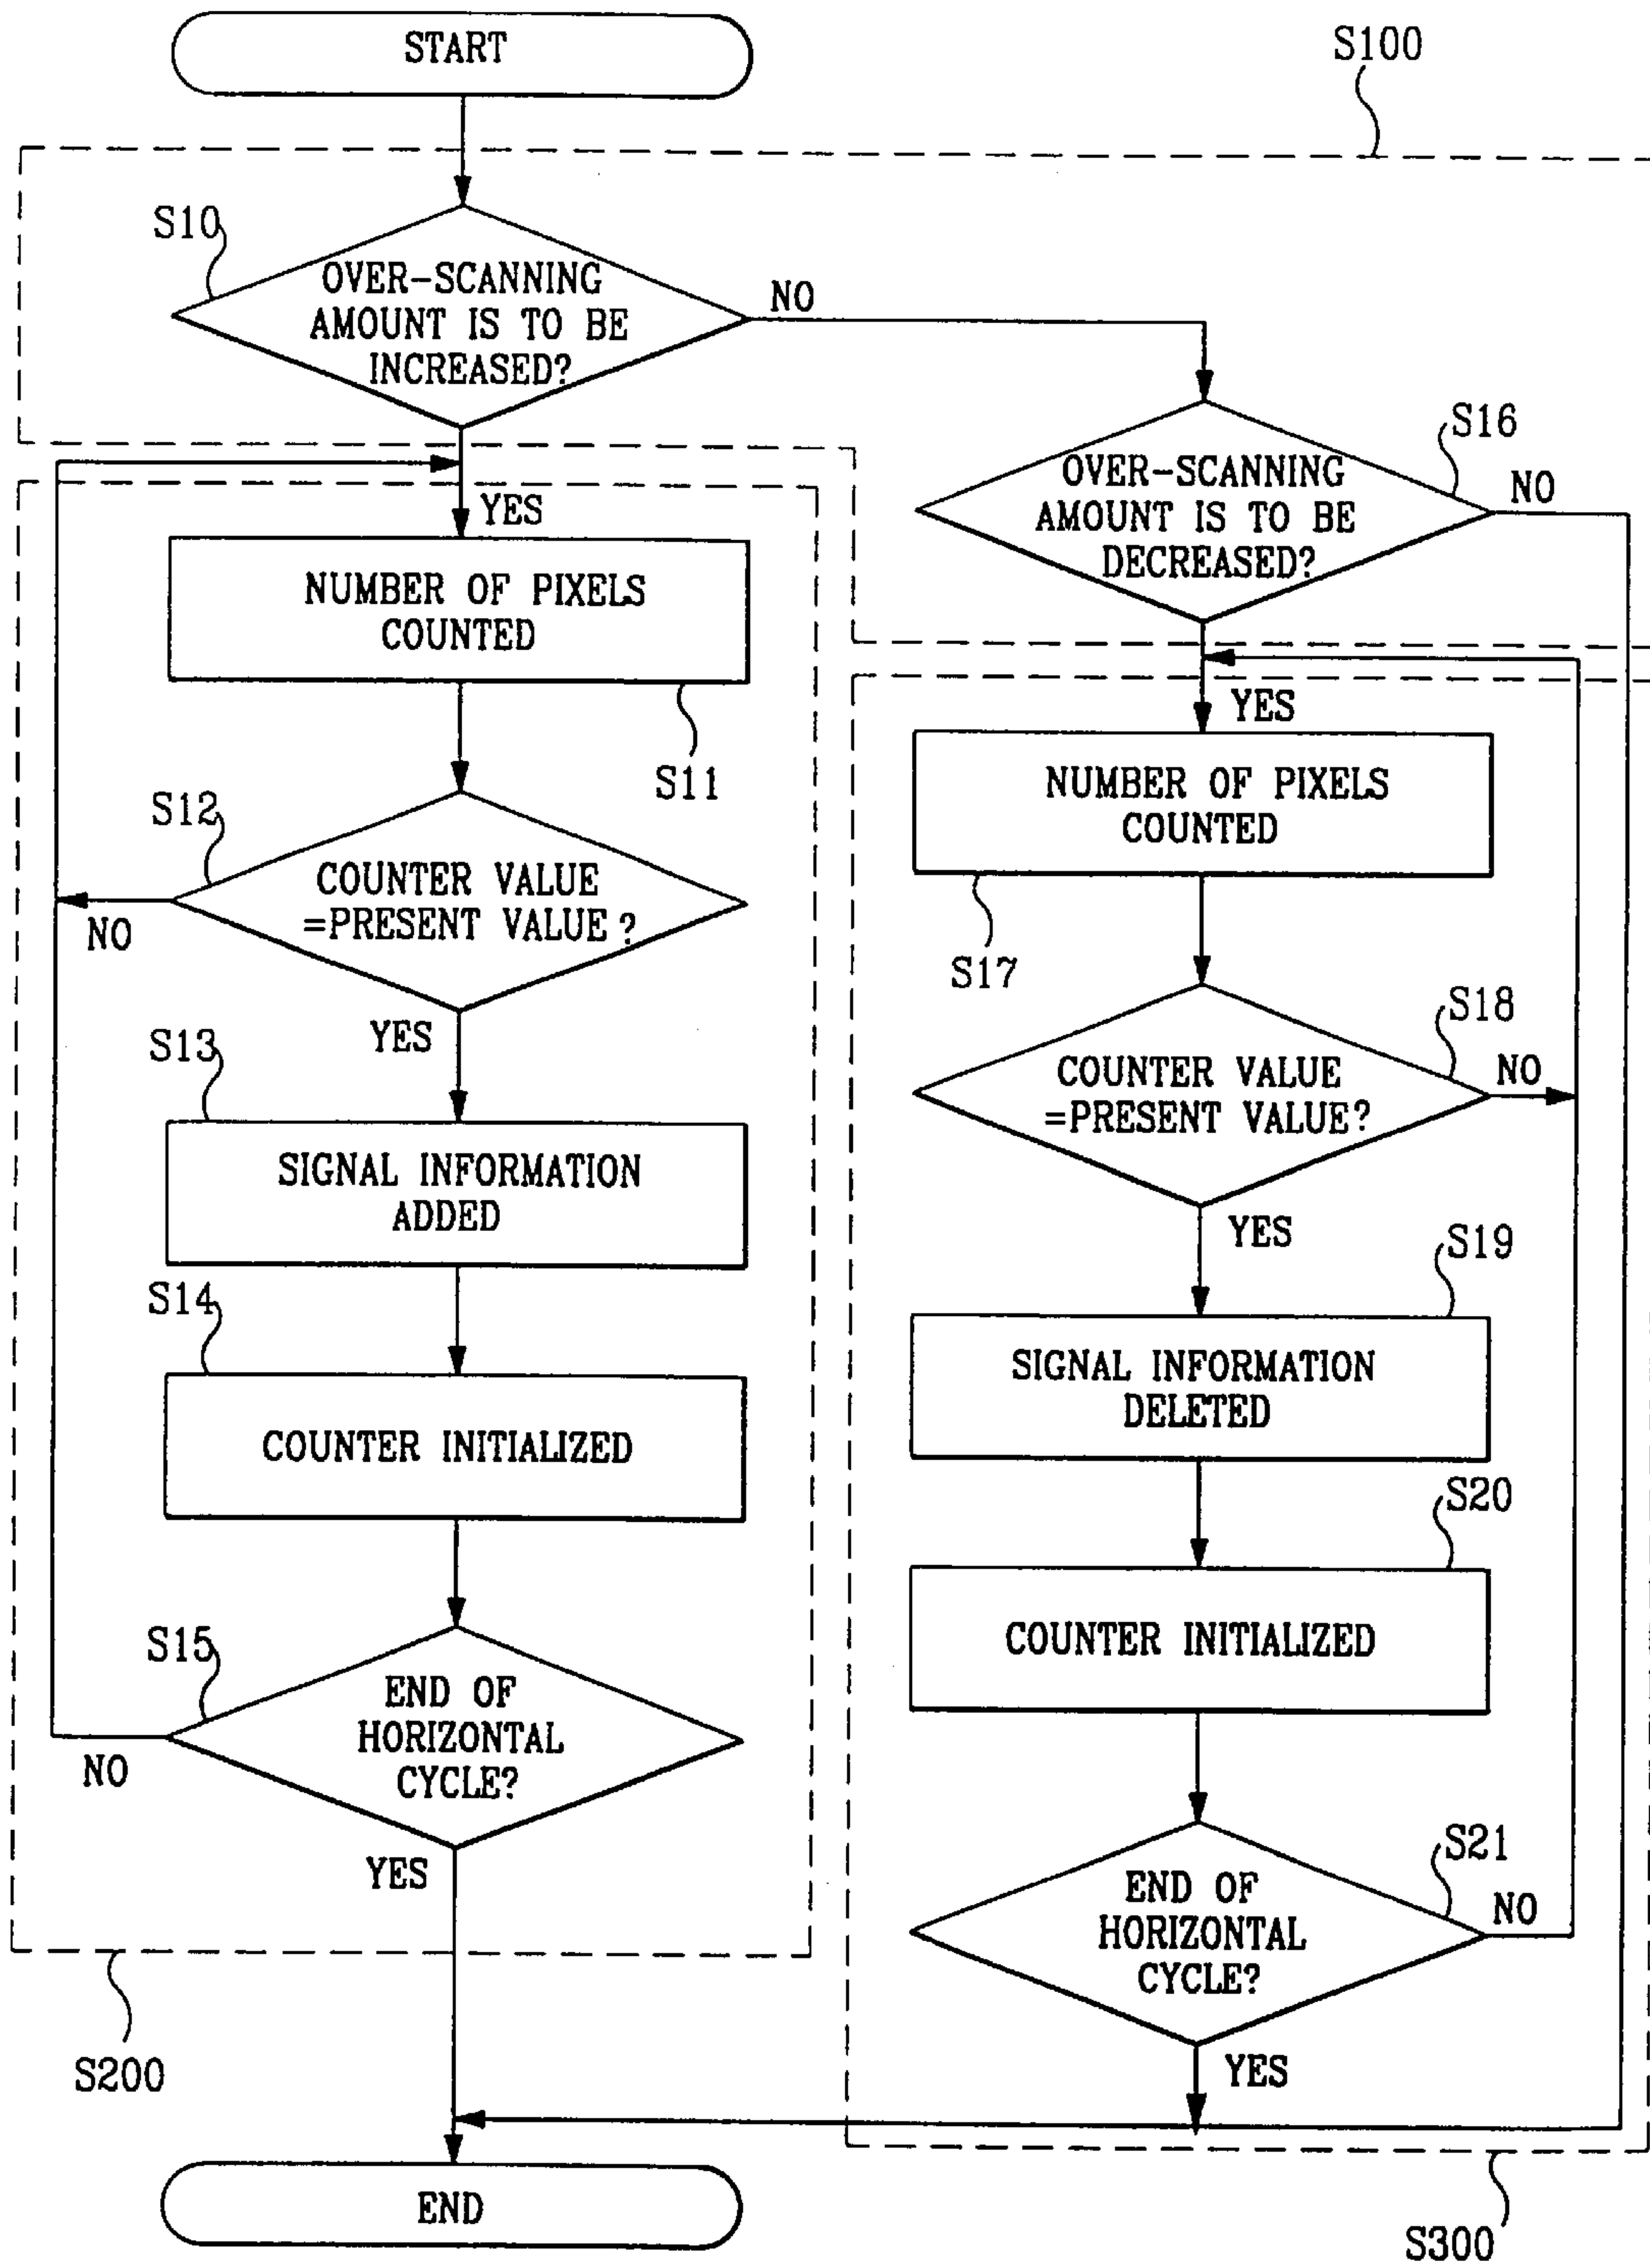 START
S100
S10
OVER-SCANNING
AMOUNT IS TO BE
INCREASED?
NO
S16
OVER-SCANNING
AMOUNT IS TO BE
DECREASED?
NO
YES
NUMBER OF PIXELS
COUNTED
S11
S12
COUNTER VALUE
=PRESENT VALUE?
NO
YES
S13
SIGNAL INFORMATION
ADDED
S14
COUNTER INITIALIZED
S15
END OF
HORIZONTAL
CYCLE?
NO
YES
S200
YES
NUMBER OF PIXELS
COUNTED
S17
S18
COUNTER VALUE
=PRESENT VALUE?
NO
YES
S19
SIGNAL INFORMATION
DELETED
S20
COUNTER INITIALIZED
S21
END OF
HORIZONTAL
CYCLE?
NO
YES
END
S300